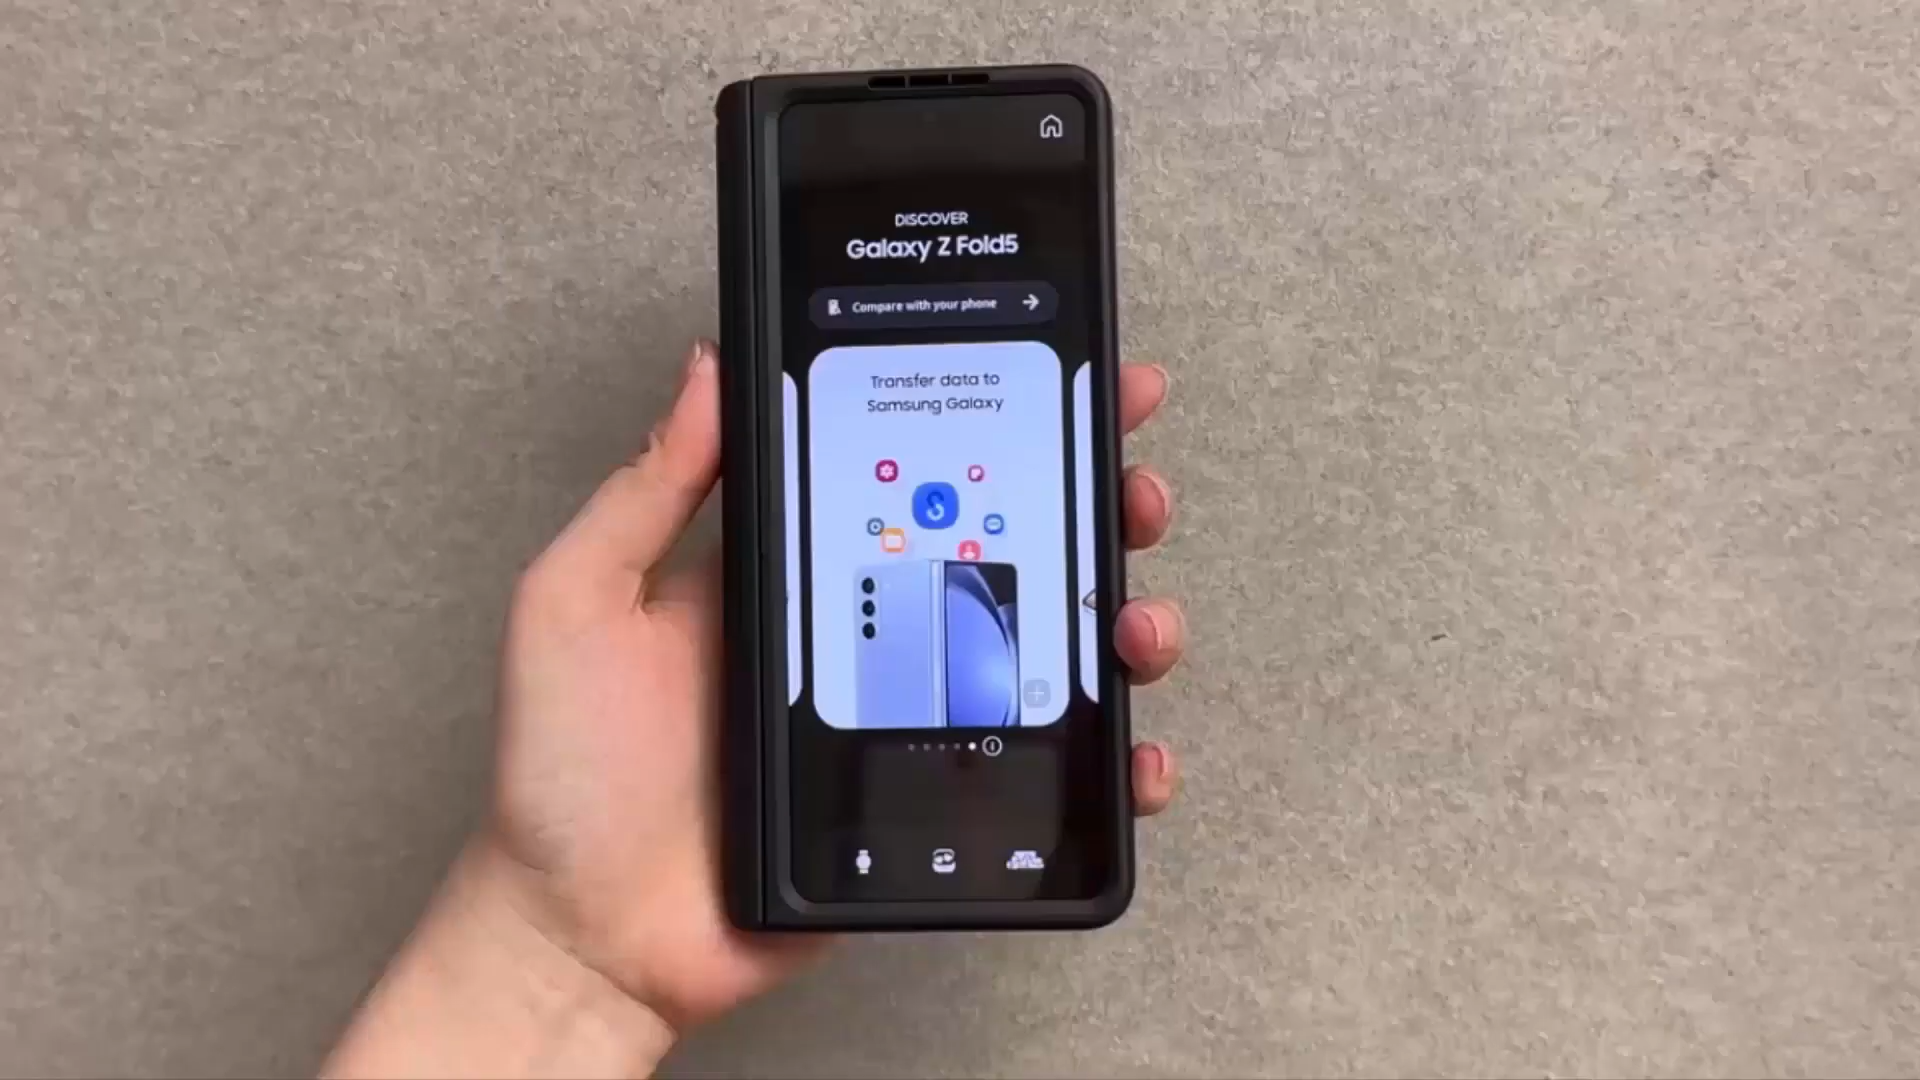 DISCOVER
Galaxy Z Fold5
Compare with your phone
Transfer data to
Samsung Galaxy